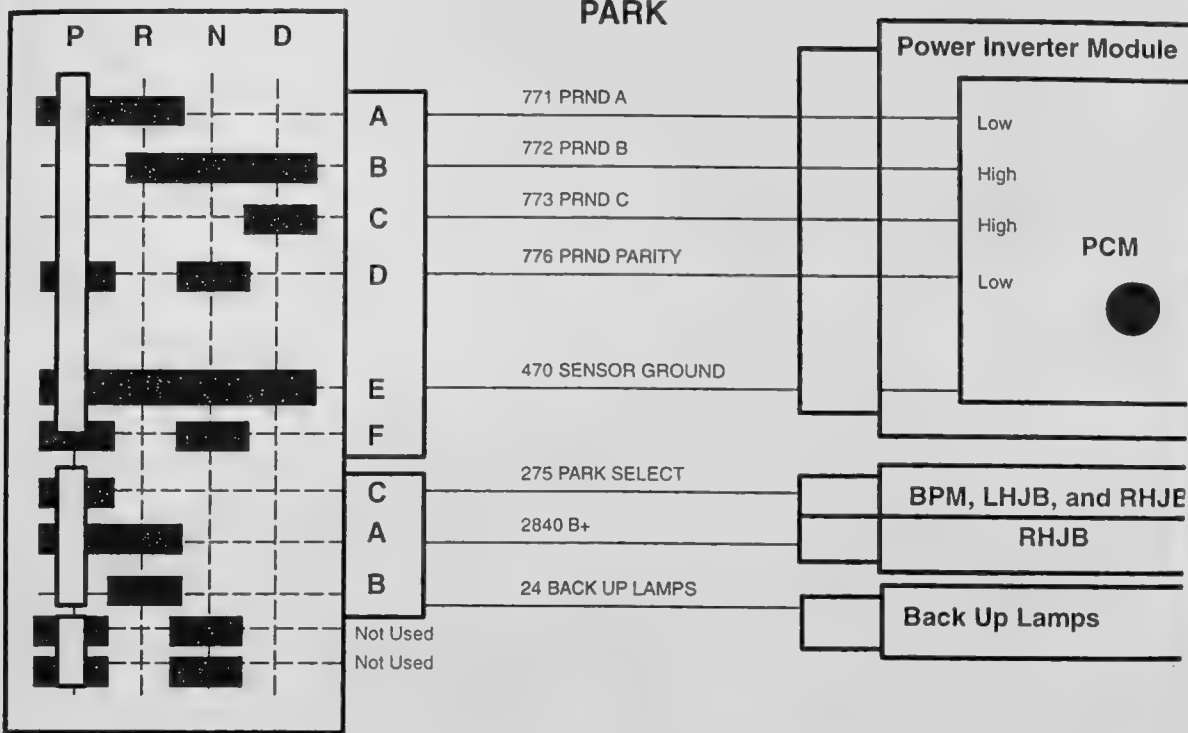 PARK
P R N D
Power Inverter Module
A 771 PRND A Low
B 772 PRND B High
C 773 PRND C High
PCM
D 776 PRND PARITY Low
E 470 SENSOR GROUND
F
C 275 PARK SELECT BPM, LHJB, and RHJB
A 2840 B+ RHJB
B 24 BACK UP LAMPS Back Up Lamps
Not Used
Not Used